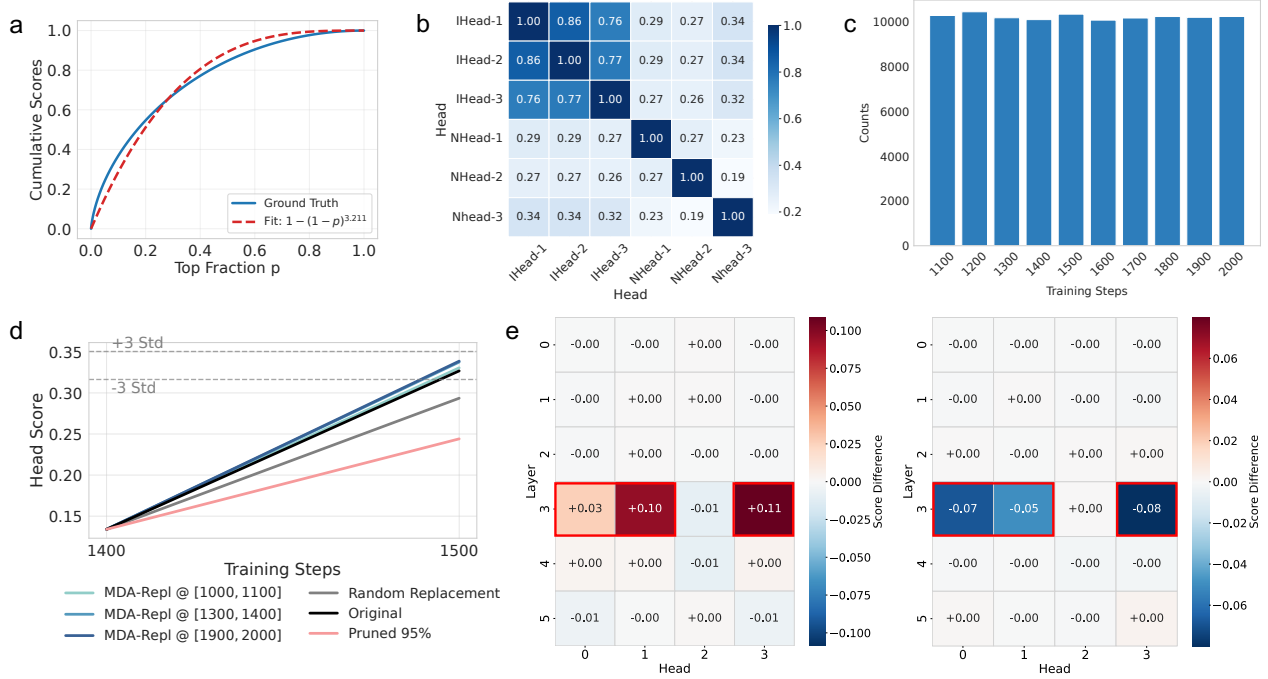 a
1.0
0.8
0.6
0.4
0.2
0.0
Cumulative Scores
Ground Truth
Fit: 1−(1−p)^3.211
0.0 0.2 0.4 0.6 0.8 1.0
Top Fraction p
b
IHead-1 1.00 0.86 0.76 0.29 0.27 0.34
IHead-2 0.86 1.00 0.77 0.29 0.27 0.34
IHead-3 0.76 0.77 1.00 0.27 0.26 0.32
NHead-1 0.29 0.29 0.27 1.00 0.27 0.23
NHead-2 0.27 0.27 0.26 0.27 1.00 0.19
Nhead-3 0.34 0.34 0.32 0.23 0.19 1.00
Head
IHead-1 IHead-2 IHead-3 NHead-1 NHead-2 Nhead-3
Head
1.0
0.8
0.6
0.4
0.2
c
10000
8000
6000
4000
2000
0
Counts
1100 1200 1300 1400 1500 1600 1700 1800 1900 2000
Training Steps
d
+3 Std
-3 Std
0.35
0.30
0.25
0.20
0.15
Head Score
1400 1500
Training Steps
MDA-Repl @ [1000, 1100]
MDA-Repl @ [1300, 1400]
MDA-Repl @ [1900, 2000]
Random Replacement
Original
Pruned 95%
e
0 -0.00 -0.00 +0.00 -0.00
1 -0.00 +0.00 -0.00 -0.00
2 -0.00 -0.00 +0.00 -0.00
3 +0.03 +0.10 -0.01 +0.11
4 +0.00 +0.00 -0.01 +0.00
5 -0.01 -0.00 -0.00 -0.01
Layer
0 1 2 3
Head
0.100
0.075
0.050
0.025
0.000
−0.025
−0.050
−0.075
−0.100
Score Difference
0 -0.00 -0.00 -0.00 -0.00
1 -0.00 +0.00 -0.00 -0.00
2 +0.00 -0.00 +0.00 +0.00
3 -0.07 -0.05 +0.00 -0.08
4 -0.00 -0.00 -0.00 -0.00
5 +0.00 -0.00 -0.00 +0.00
Layer
0 1 2 3
Head
0.06
0.04
0.02
0.00
−0.02
−0.04
−0.06
Score Difference